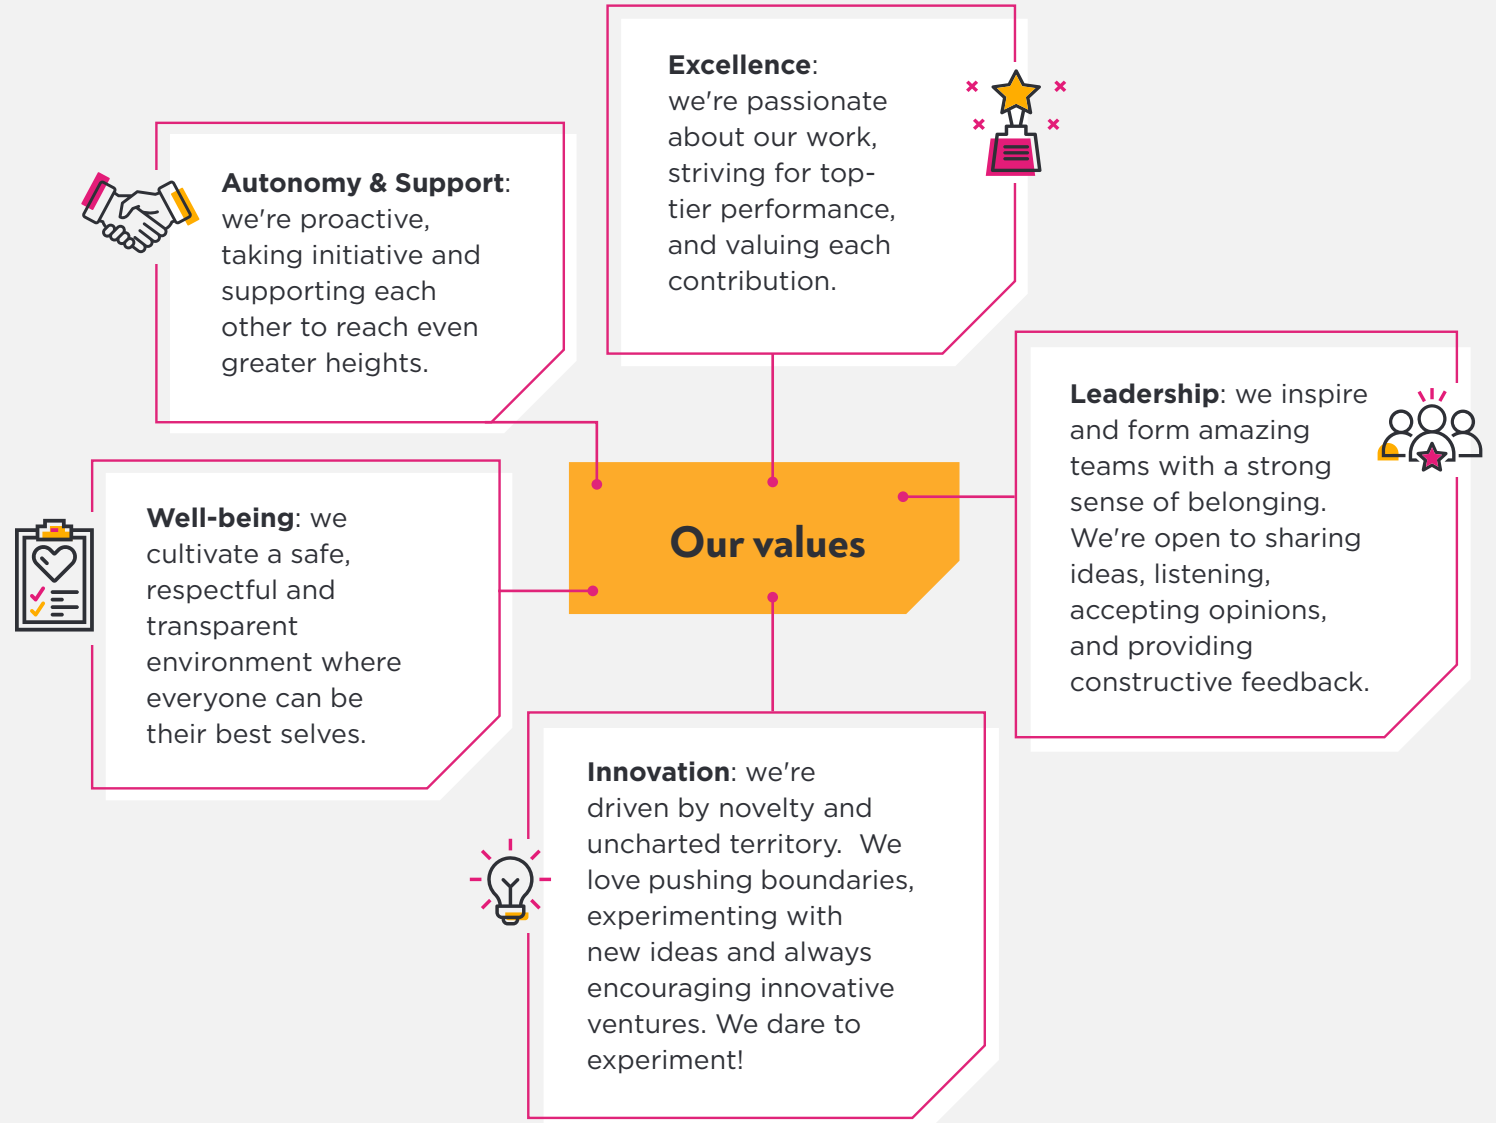 Excellence:
we're passionate
about our work,
striving for top-
tier performance,
and valuing each
contribution.
Autonomy & Support:
we're proactive,
taking initiative and
supporting each
other to reach even
greater heights.
Leadership: we inspire
and form amazing
teams with a strong
sense of belonging.
We're open to sharing
ideas, listening,
accepting opinions,
and providing
constructive feedback.
Our values
Well-being: we
cultivate a safe,
respectful and
transparent
environment where
everyone can be
their best selves.
Innovation: we're
driven by novelty and
uncharted territory.  We
love pushing boundaries,
experimenting with
new ideas and always
encouraging innovative
ventures. We dare to
experiment!